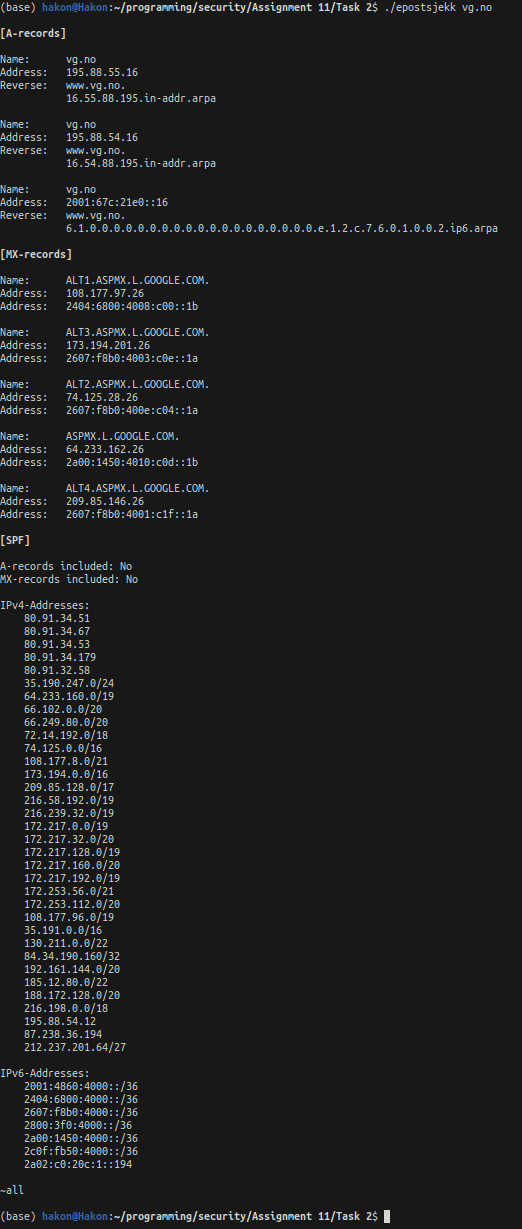 (base) hakon@Hakon:~/programming/security/Assignment 11/Task 2$ ./epostsjekk vg.no
[A-records]
Name:      vg.no
Address:   195.88.55.16
Reverse:   www.vg.no.
           16.55.88.195.in-addr.arpa
Name:      vg.no
Address:   195.88.54.16
Reverse:   www.vg.no.
           16.54.88.195.in-addr.arpa
Name:      vg.no
Address:   2001:67c:21e0::16
Reverse:   www.vg.no.
           6.1.0.0.0.0.0.0.0.0.0.0.0.0.0.0.0.0.0.0.0.e.1.2.c.7.6.0.1.0.0.2.ip6.arpa
[MX-records]
Name:      ALT1.ASPMX.L.GOOGLE.COM.
Address:   108.177.97.26
Address:   2404:6800:4008:c00::1b
Name:      ALT3.ASPMX.L.GOOGLE.COM.
Address:   173.194.201.26
Address:   2607:f8b0:4003:c0e::1a
Name:      ALT2.ASPMX.L.GOOGLE.COM.
Address:   74.125.28.26
Address:   2607:f8b0:400e:c04::1a
Name:      ASPMX.L.GOOGLE.COM.
Address:   64.233.162.26
Address:   2a00:1450:4010:c0d::1b
Name:      ALT4.ASPMX.L.GOOGLE.COM.
Address:   209.85.146.26
Address:   2607:f8b0:4001:c1f::1a
[SPF]
A-records included: No
MX-records included: No
IPv4-Addresses:
    80.91.34.51
    80.91.34.67
    80.91.34.53
    80.91.34.179
    80.91.32.58
    35.190.247.0/24
    64.233.160.0/19
    66.102.0.0/20
    66.249.80.0/20
    72.14.192.0/18
    74.125.0.0/16
    108.177.8.0/21
    173.194.0.0/16
    209.85.128.0/17
    216.58.192.0/19
    216.239.32.0/19
    172.217.0.0/19
    172.217.32.0/20
    172.217.128.0/19
    172.217.160.0/20
    172.217.192.0/19
    172.253.56.0/21
    172.253.112.0/20
    108.177.96.0/19
    35.191.0.0/16
    130.211.0.0/22
    84.34.190.160/32
    192.161.144.0/20
    185.12.80.0/22
    188.172.128.0/20
    216.198.0.0/18
    195.88.54.12
    87.238.36.194
    212.237.201.64/27
IPv6-Addresses:
    2001:4860:4000::/36
    2404:6800:4000::/36
    2607:f8b0:4000::/36
    2800:3f0:4000::/36
    2a00:1450:4000::/36
    2c0f:fb50:4000::/36
    2a02:c0:20c:1::194
~all
(base) hakon@Hakon:~/programming/security/Assignment 11/Task 2$